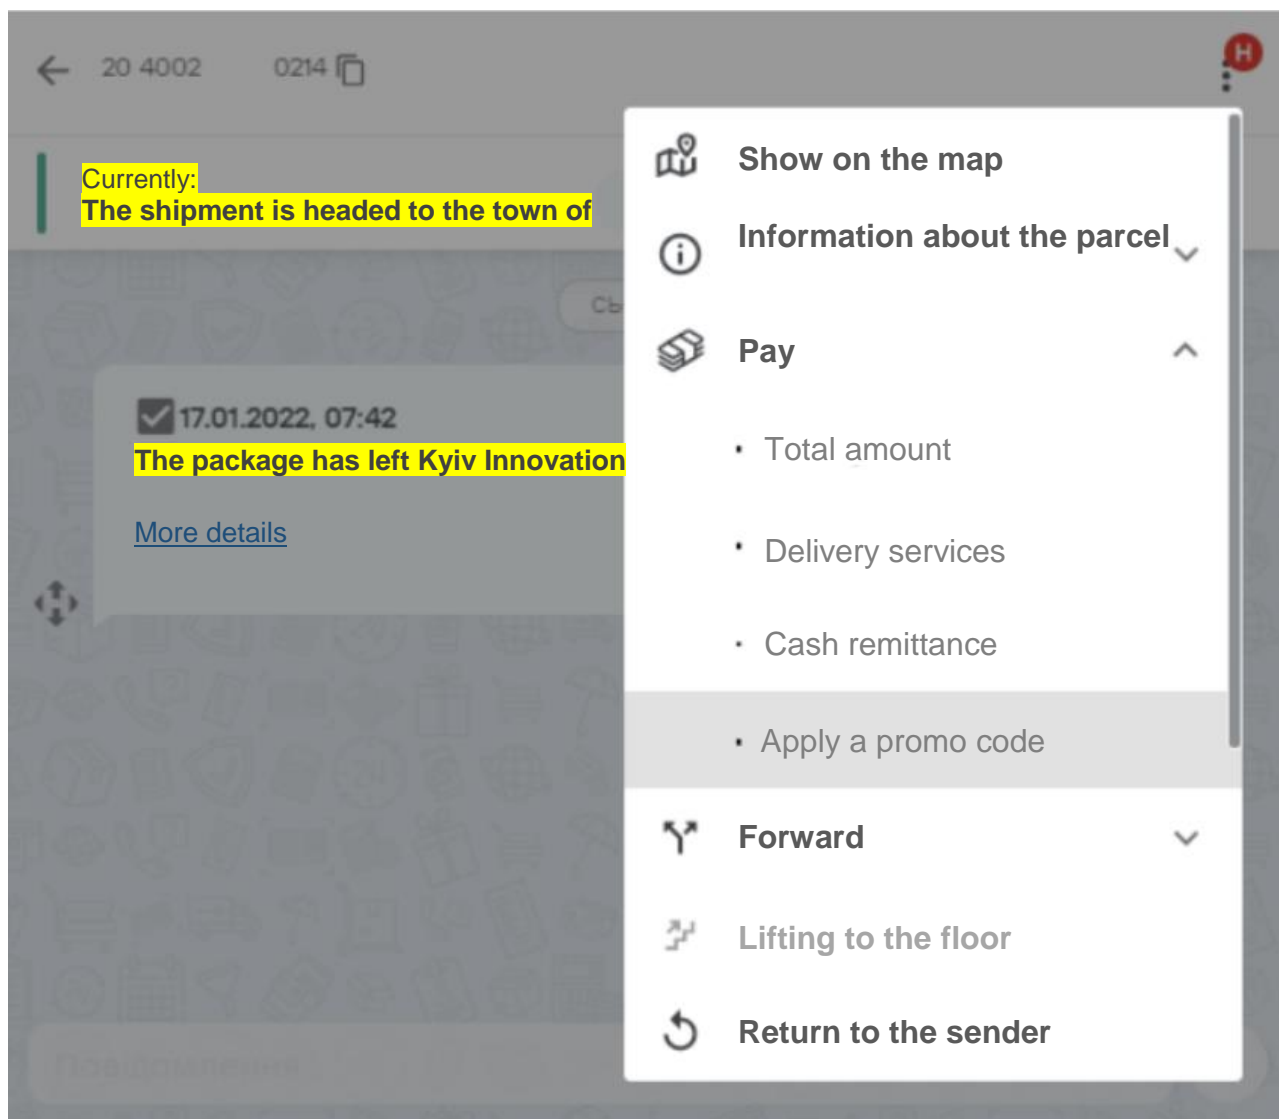 20 4002 0214
H
Currently:
The shipment is headed to the town of
Сь
17.01.2022, 07:42
The package has left Kyiv Innovation
More details
Show on the map
Information about the parcel
Pay
· Total amount
· Delivery services
· Cash remittance
· Apply a promo code
Forward
Lifting to the floor
Return to the sender
Повідомлення